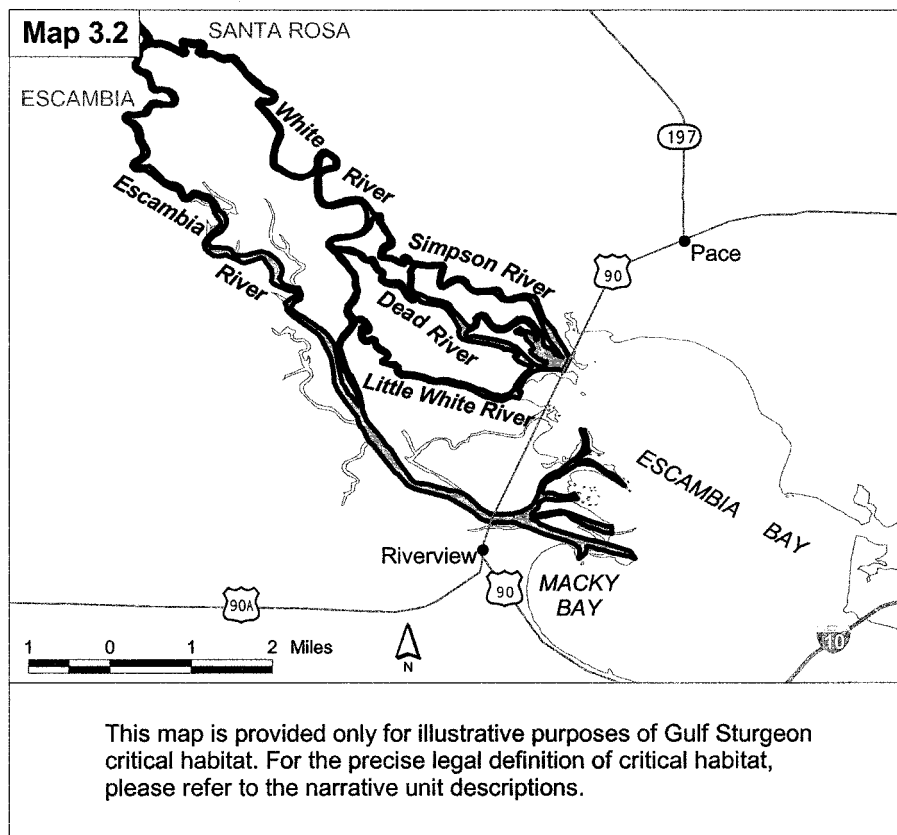 Map 3.2
SANTA ROSA
ESCAMBIA
White River
197
Escambia River
Simpson River
Pace
90
Dead River
Little White River
ESCAMBIA BAY
Riverview
MACKY
BAY
90
90A
10
1 0 1 2 Miles
N
This map is provided only for illustrative purposes of Gulf Sturgeon
critical habitat. For the precise legal definition of critical habitat,
please refer to the narrative unit descriptions.